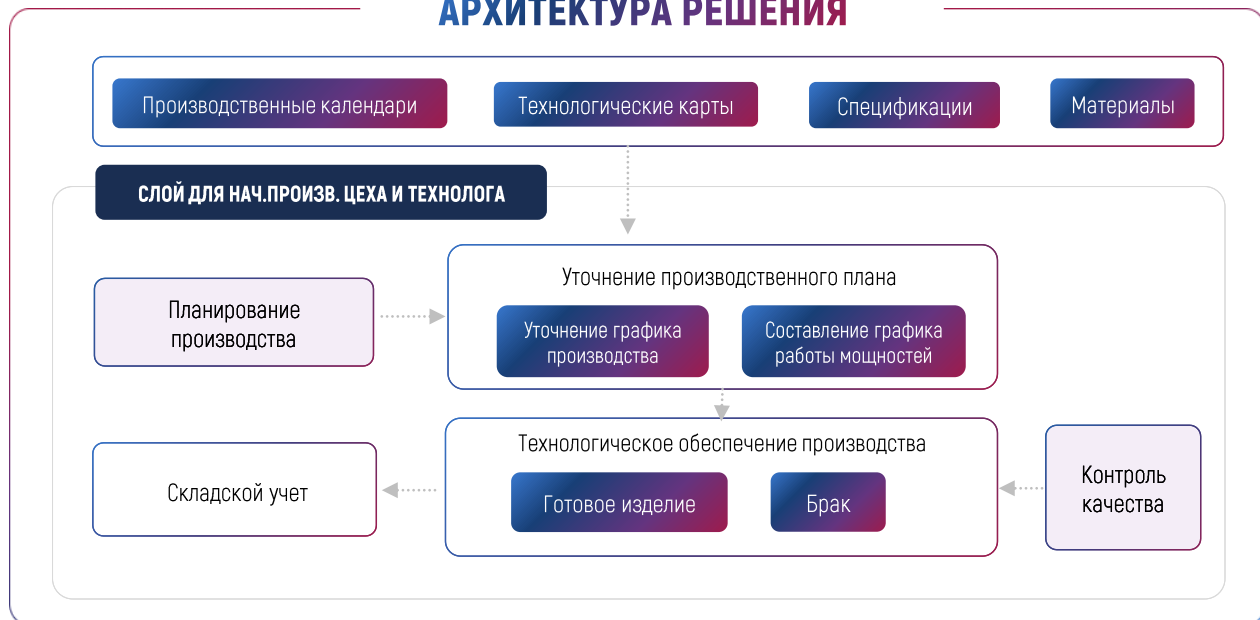 АРХИТЕКТУРА РЕШЕНИЯ
Производственные календари
Технологические карты
Спецификации
Материалы
СЛОЙ ДЛЯ НАЧ.ПРОИЗВ. ЦЕХА И ТЕХНОЛОГА
Планирование
производства
Уточнение производственного плана
Уточнение графика
производства
Составление графика
работы мощностей
Складской учет
Технологическое обеспечение производства
Готовое изделие
Брак
Контроль
качества